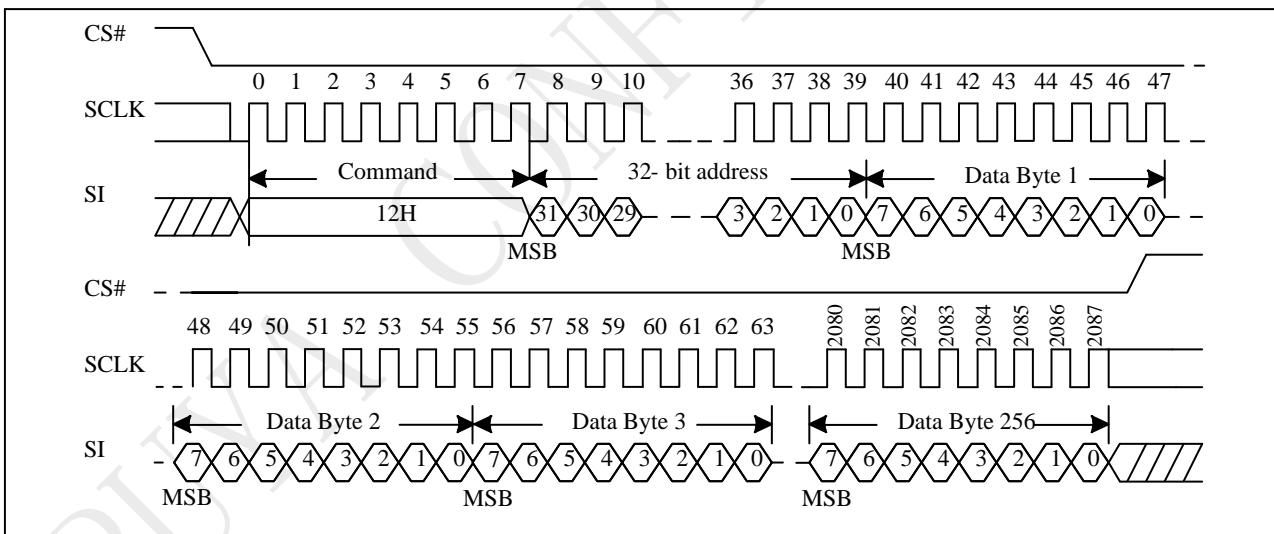 CS#
0 1 2 3 4 5 6 7 8 9 10 36 37 38 39 40 41 42 43 44 45 46 47
SCLK
Command 32- bit address Data Byte 1
SI
12H 31 30 29 3 2 1 0 7 6 5 4 3 2 1 0
MSB MSB
CS#
48 49 50 51 52 53 54 55 56 57 58 59 60 61 62 63 2080 2081 2082 2083 2084 2085 2086 2087
SCLK
Data Byte 2 Data Byte 3 Data Byte 256
SI
7 6 5 4 3 2 1 0 7 6 5 4 3 2 1 0 7 6 5 4 3 2 1 0
MSB MSB MSB